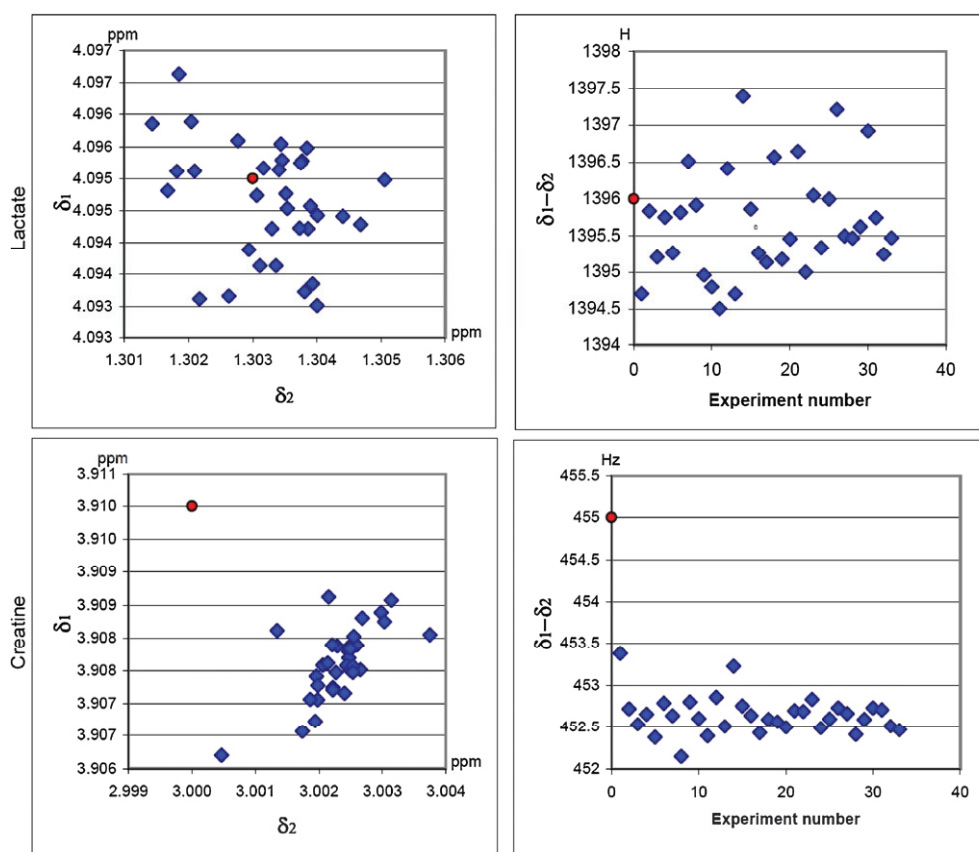 ppm
4.097
4.097
4.096
4.096
4.095
4.095
4.094
4.094
4.093
4.093
δ1
Lactate
1.301 1.302 1.303 1.304 1.305 1.306
ppm
δ2
H
1398
1397.5
1397
1396.5
1396
1395.5
1395
1394.5
1394
δ1–δ2
0 10 20 30 40
Experiment number
ppm
3.911
3.910
3.910
3.909
3.909
3.908
3.908
3.907
3.907
3.906
δ1
Creatine
2.999 3.000 3.001 3.002 3.003 3.004
ppm
δ2
Hz
455.5
455
454.5
454
453.5
453
452.5
452
δ1–δ2
0 10 20 30 40
Experiment number